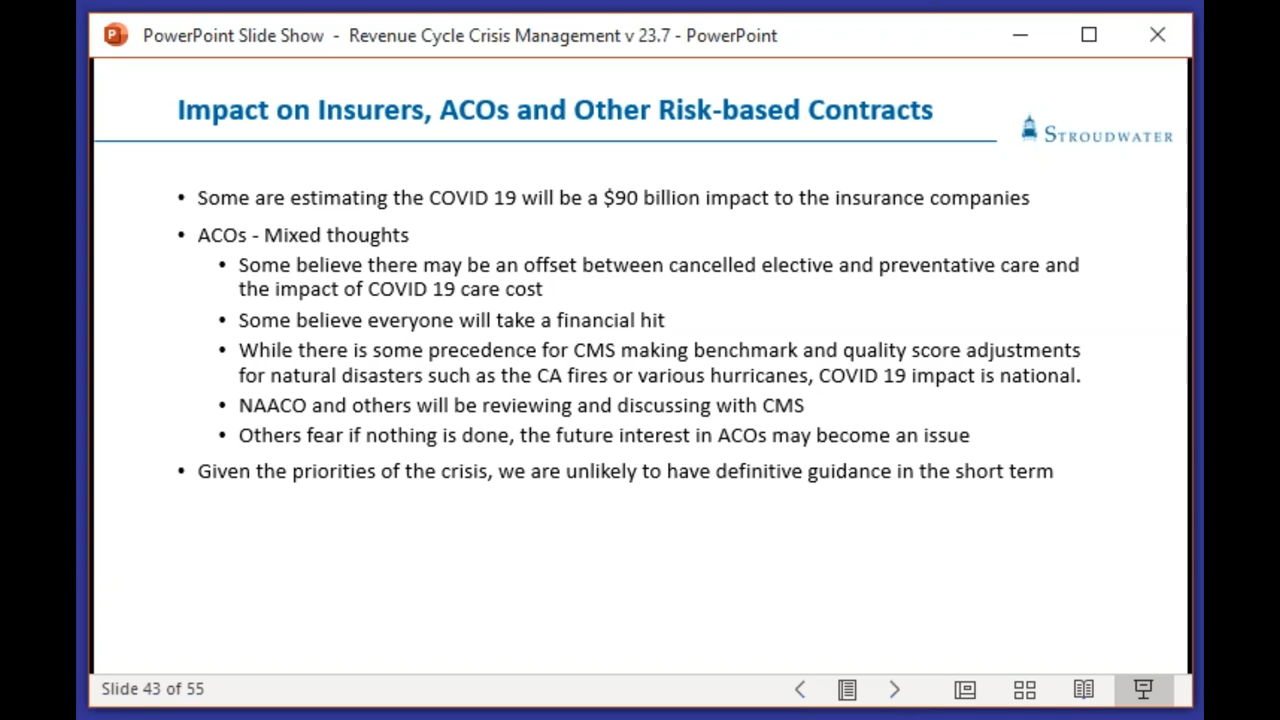 PowerPoint Slide Show - Revenue Cycle Crisis Management v 23.7 - PowerPoint
Impact on Insurers, ACOs and Other Risk-based Contracts
STROUDWATER
• Some are estimating the COVID 19 will be a $90 billion impact to the insurance companies
• ACOs - Mixed thoughts
• Some believe there may be an offset between cancelled elective and preventative care and
the impact of COVID 19 care cost
• Some believe everyone will take a financial hit
• While there is some precedence for CMS making benchmark and quality score adjustments
for natural disasters such as the CA fires or various hurricanes, COVID 19 impact is national.
• NAACO and others will be reviewing and discussing with CMS
• Others fear if nothing is done, the future interest in ACOs may become an issue
• Given the priorities of the crisis, we are unlikely to have definitive guidance in the short term
Slide 43 of 55